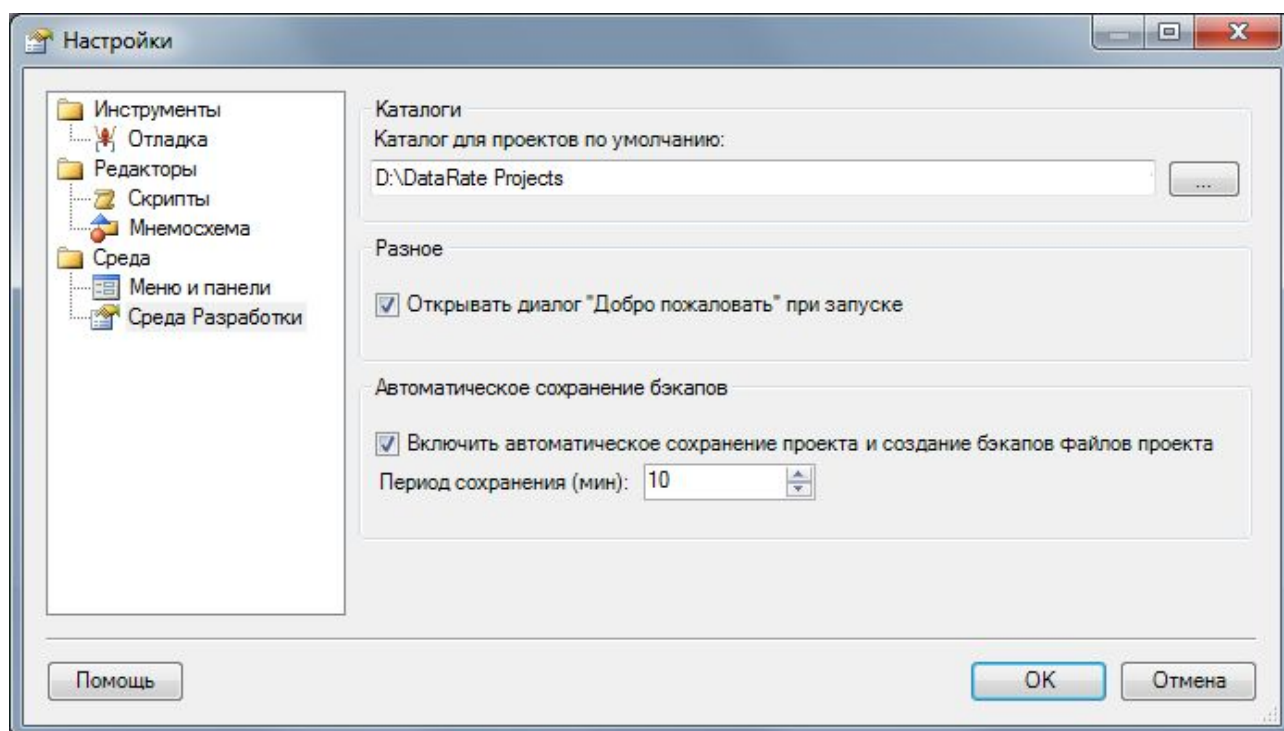 Настройки
Инструменты
Отладка
Редакторы
Скрипты
Мнемосхема
Среда
Меню и панели
Среда Разработки
Каталоги
Каталог для проектов по умолчанию:
D:\DataRate Projects
...
Разное
Открывать диалог "Добро пожаловать" при запуске
Автоматическое сохранение бэкапов
Включить автоматическое сохранение проекта и создание бэкапов файлов проекта
Период сохранения (мин): 10
Помощь
OK
Отмена